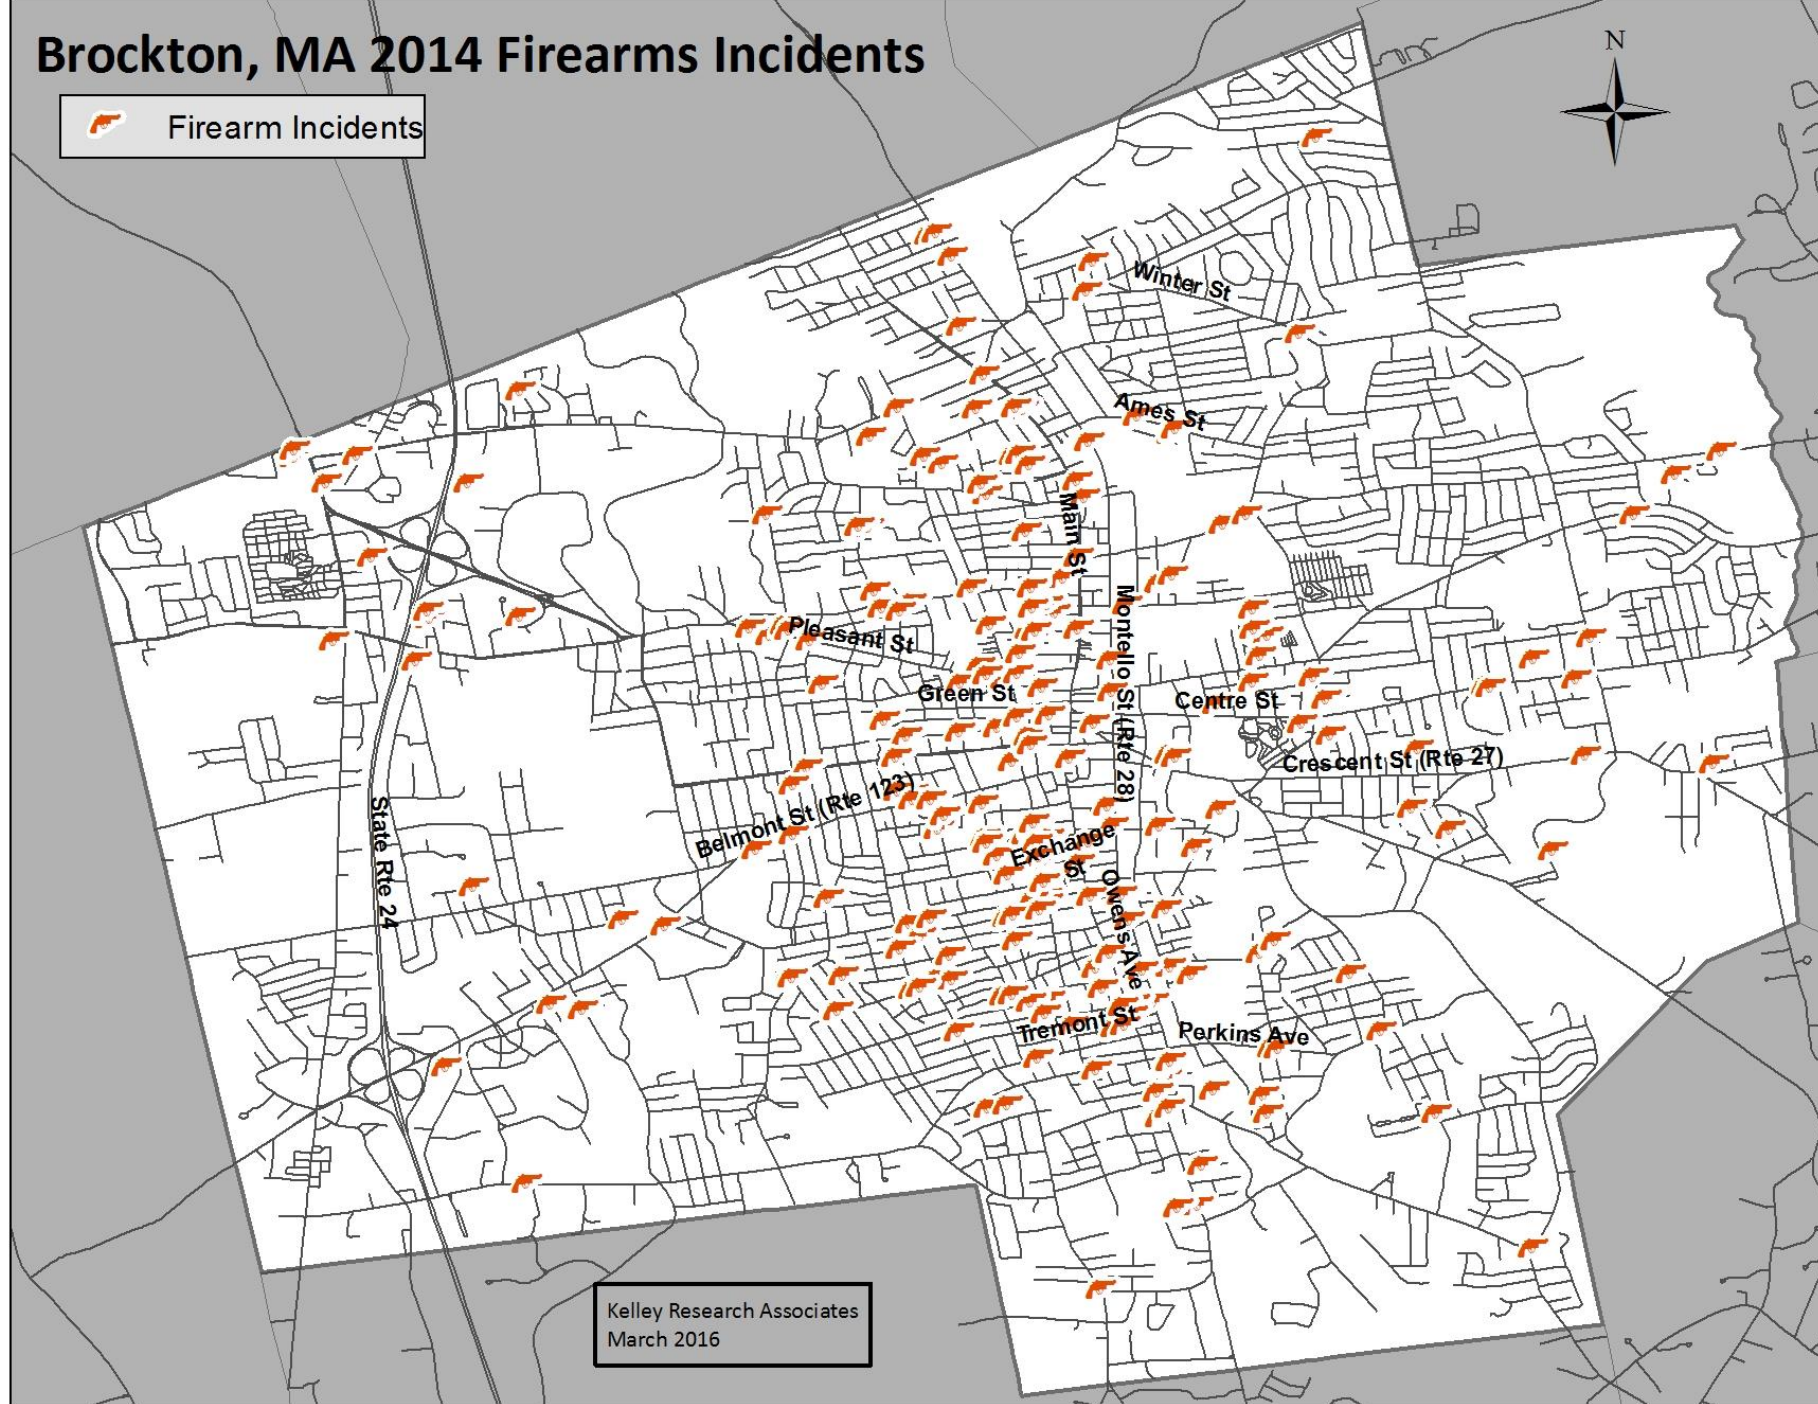 Brockton, MA 2014 Firearms Incidents
Firearm Incidents
N
Winter St
Ames St
Main St
Pleasant St
Montello St (Rte 28)
Green St
Centre St
Crescent St (Rte 27)
Belmont St (Rte 123)
State Rte 24
Exchange
St
Owens Ave
Tremont St
Perkins Ave
Kelley Research Associates
March 2016